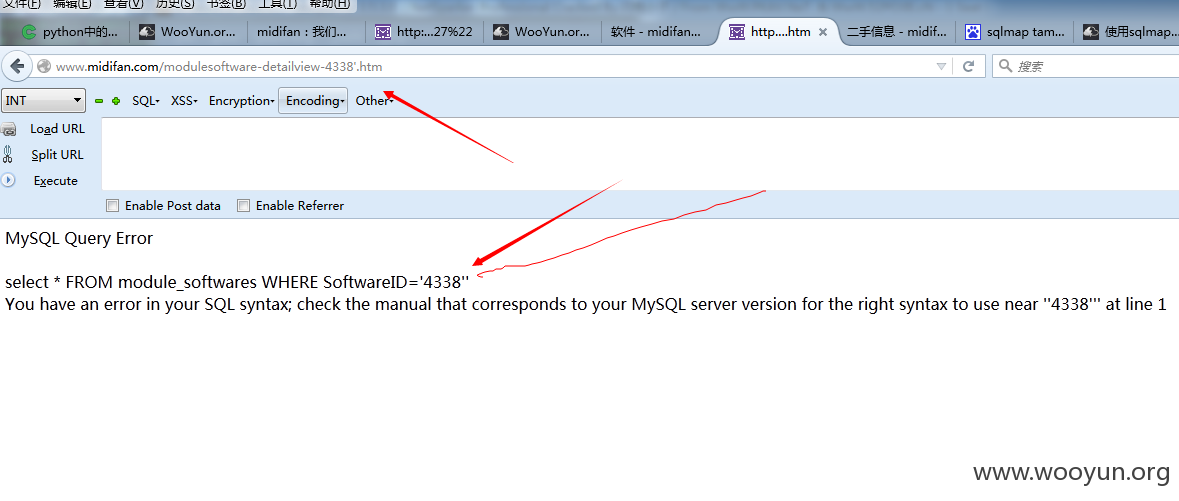 文件(F) 编辑(E) 查看(V) 历史(S) 书签(B) 工具(T) 帮助(H)
python中的... WooYun.or... midifan：我们... http:...27%22 WooYun.or... 软件 - midifan... http....htm 二手信息 - midif... sqlmap tam... 使用sqlmap...
www.midifan.com/modulesoftware-detailview-4338'.htm 搜索
INT SQL- XSS- Encryption- Encoding- Other-
Load URL
Split URL
Execute
Enable Post data Enable Referrer
MySQL Query Error
select * FROM module_softwares WHERE SoftwareID='4338''
You have an error in your SQL syntax; check the manual that corresponds to your MySQL server version for the right syntax to use near ''4338''' at line 1
www.wooyun.org